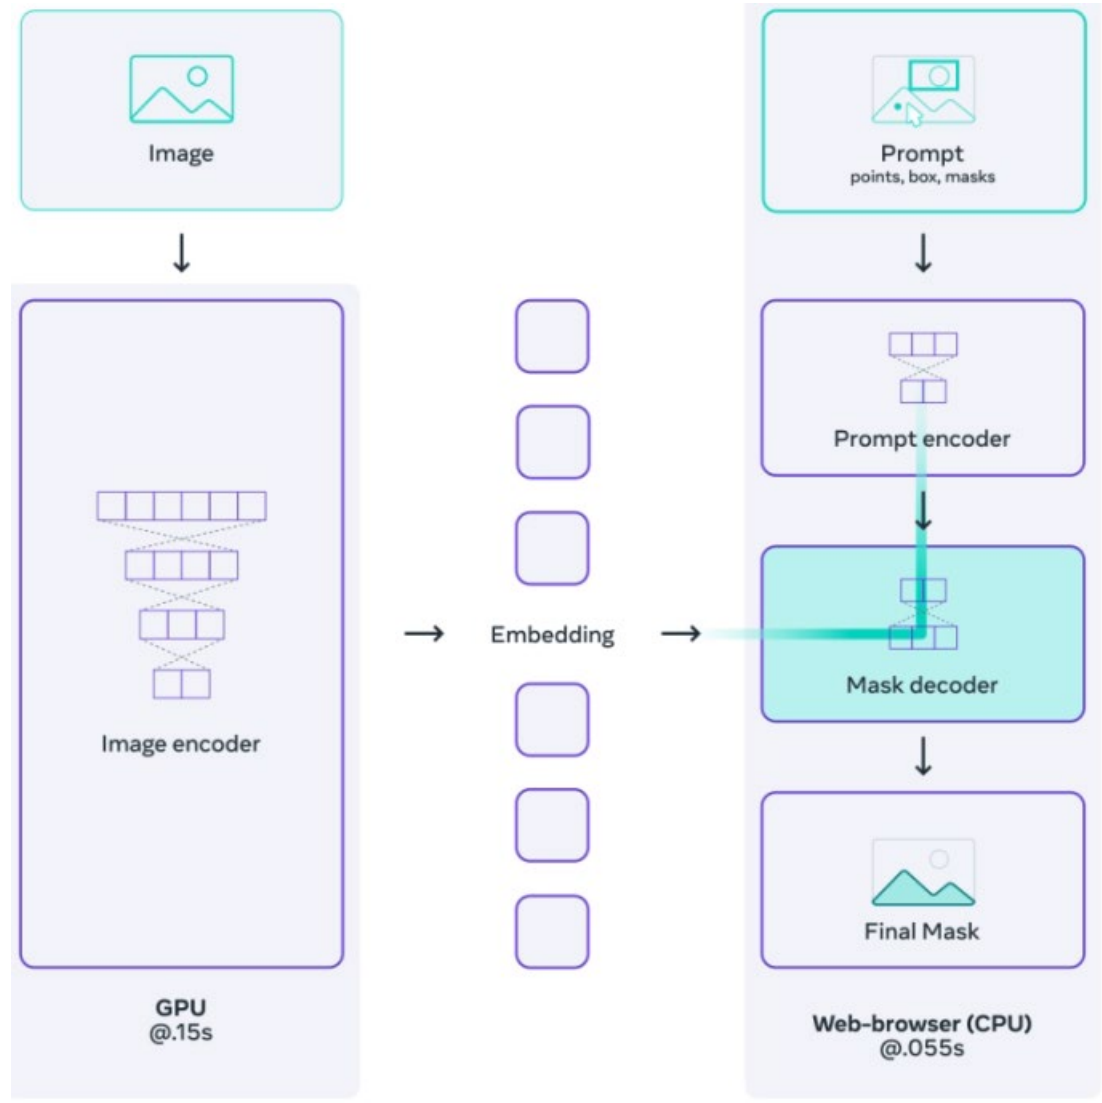 Image
Image encoder
GPU
@.15s
Embedding
Prompt
points, box, masks
Prompt encoder
Mask decoder
Final Mask
Web-browser (CPU)
@.055s